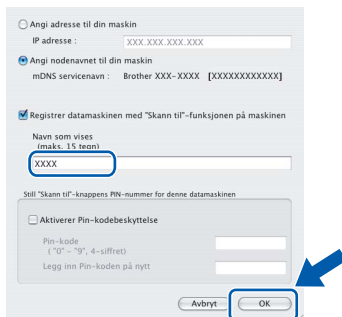 Angi adresse til din maskin
IP adresse : XXX.XXX.XXX.XXX
Angi nodenavnet til din maskin
mDNS servicenavn : Brother XXX-XXXX [XXXXXXXXXXXX]
Registrer datamaskinen med "Skann til"-funksjonen på maskinen
Navn som vises
(maks. 15 tegn)
XXXX
Still "Skann til"-knappens PIN-nummer for denne datamaskinen
Aktiverer Pin-kodebeskyttelse
Pin-kode
( "0" - "9", 4-siffret)
Legg inn Pin-koden på nytt
Avbryt OK